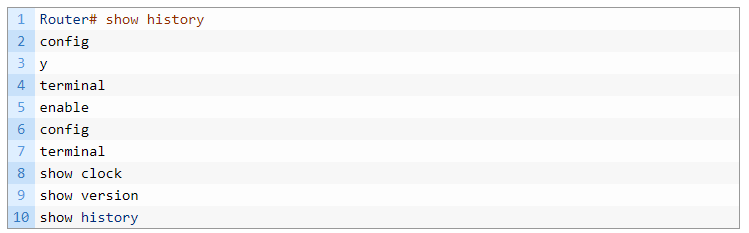 1 Router# show history
2 config
3 y
4 terminal
5 enable
6 config
7 terminal
8 show clock
9 show version
10 show history